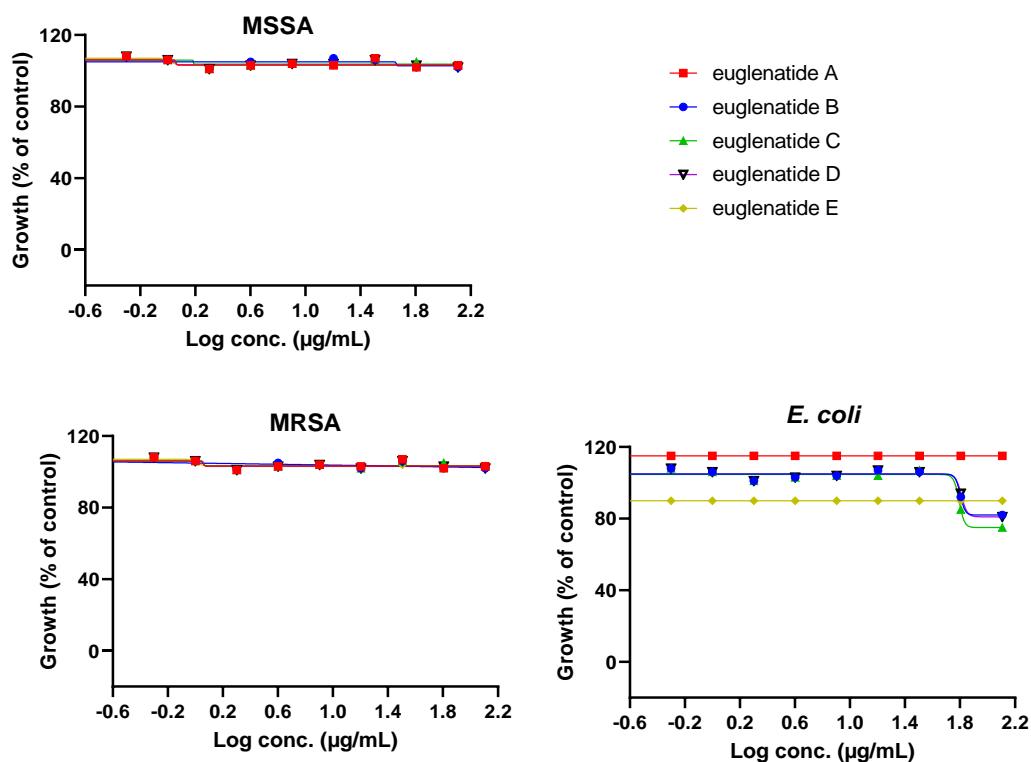 MSSA
Growth (% of control)
120
80
40
0
-0.6 -0.2 0.2 0.6 1.0 1.4 1.8 2.2
Log conc. (µg/mL)
euglenatide A
euglenatide B
euglenatide C
euglenatide D
euglenatide E
MRSA
Growth (% of control)
120
80
40
0
-0.6 -0.2 0.2 0.6 1.0 1.4 1.8 2.2
Log conc. (µg/mL)
E. coli
Growth (% of control)
120
80
40
0
-0.6 -0.2 0.3 0.6 1.0 1.4 1.8 2.2
Log conc. (µg/mL)